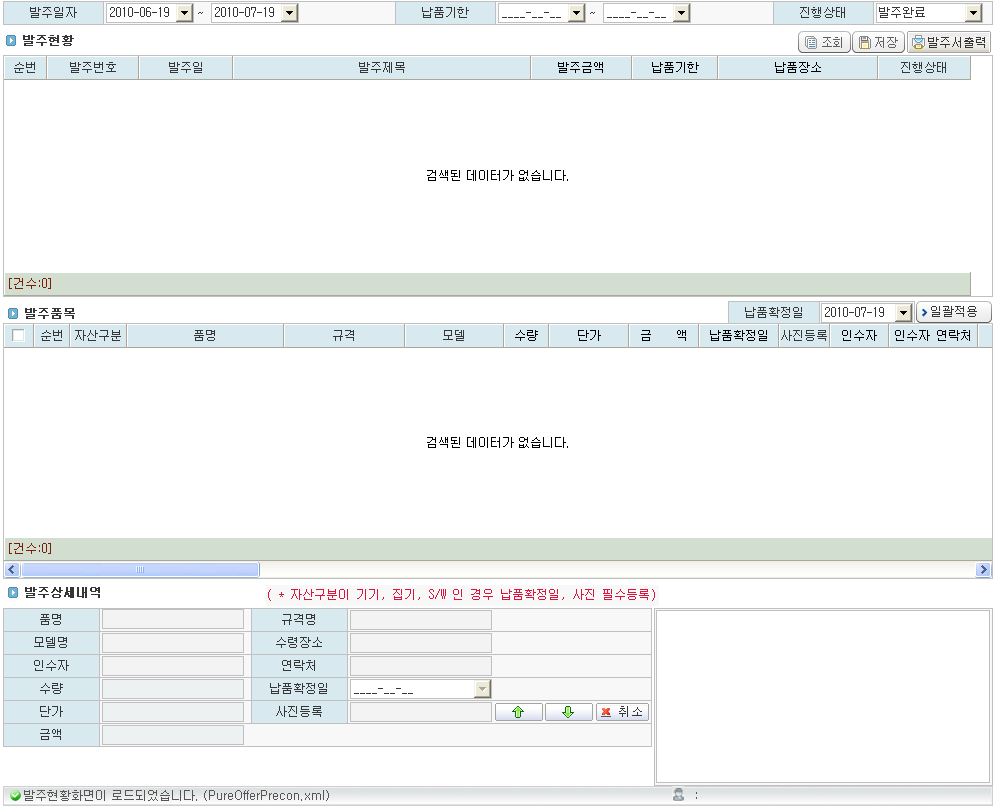 발주일자 2010-06-19 ~ 2010-07-19 납품기한 ____-__-__ ~ ____-__-__ 진행상태 발주완료
발주현황 조회 저장 발주서출력
순번 발주번호 발주일 발주제목 발주금액 납품기한 납품장소 진행상태
검색된 데이터가 없습니다.
[건수:0]
발주품목 납품확정일 2010-07-19 일괄적용
순번 자산구분 품명 규격 모델 수량 단가 금 액 납품확정일 사진등록 인수자 인수자 연락처
검색된 데이터가 없습니다.
[건수:0]
발주상세내역 ( * 자산구분이 기기, 집기, S/W 인 경우 납품확정일, 사진 필수등록)
품명 규격명
모델명 수령장소
인수자 연락처
수량 납품확정일 ____-__-__
단가 사진등록 취소
금액
발주현황화면이 로드되었습니다. (PureOfferPrecon.xml) :